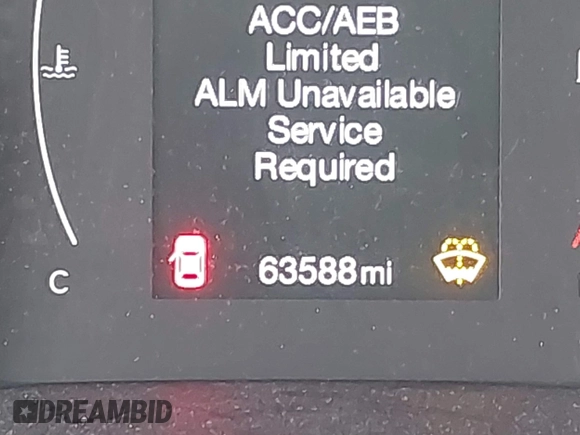 ACC/AEB
Limited
ALM Unavailable
Service
Required
63588mi
C
DREAMBID